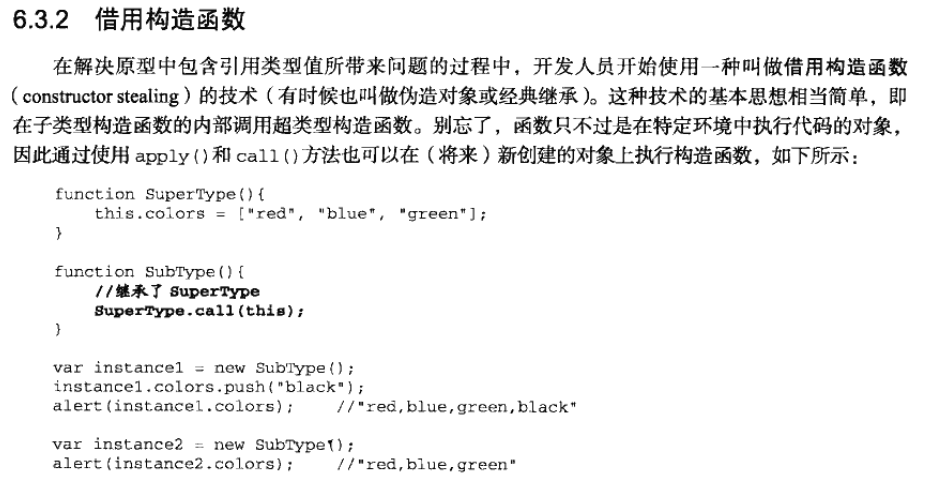 6.3.2 借用构造函数
在解决原型中包含引用类型值所带来问题的过程中，开发人员开始使用一种叫做借用构造函数
（constructor stealing）的技术（有时候也叫做伪造对象或经典继承）。这种技术的基本思想相当简单，即
在子类型构造函数的内部调用超类型构造函数。别忘了，函数只不过是在特定环境中执行代码的对象，
因此通过使用 apply()和 call()方法也可以在（将来）新创建的对象上执行构造函数，如下所示：
function SuperType(){
    this.colors = ["red", "blue", "green"];
}
function SubType(){
    //继承了 SuperType
    SuperType.call(this);
}
var instance1 = new SubType();
instance1.colors.push("black");
alert(instance1.colors);    //"red,blue,green,black"
var instance2 = new SubType();
alert(instance2.colors);    //"red,blue,green"